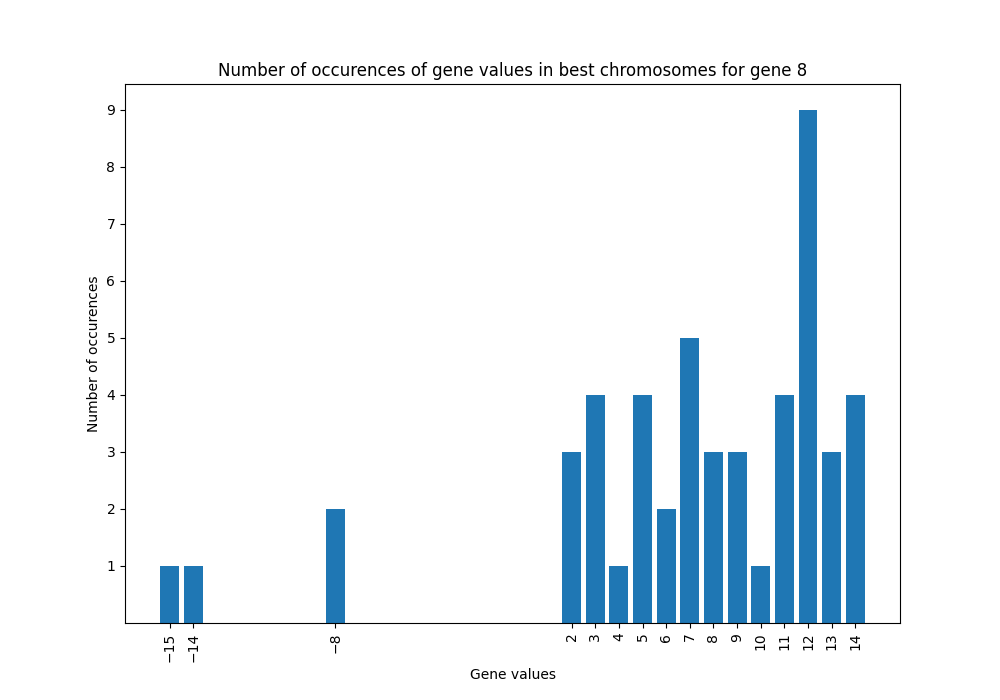 Number of occurences of gene values in best chromosomes for gene 8
Number of occurences
9
8
7
6
5
4
3
2
1
−15 −14 −8 2 3 4 5 6 7 8 9 10 11 12 13 14
Gene values